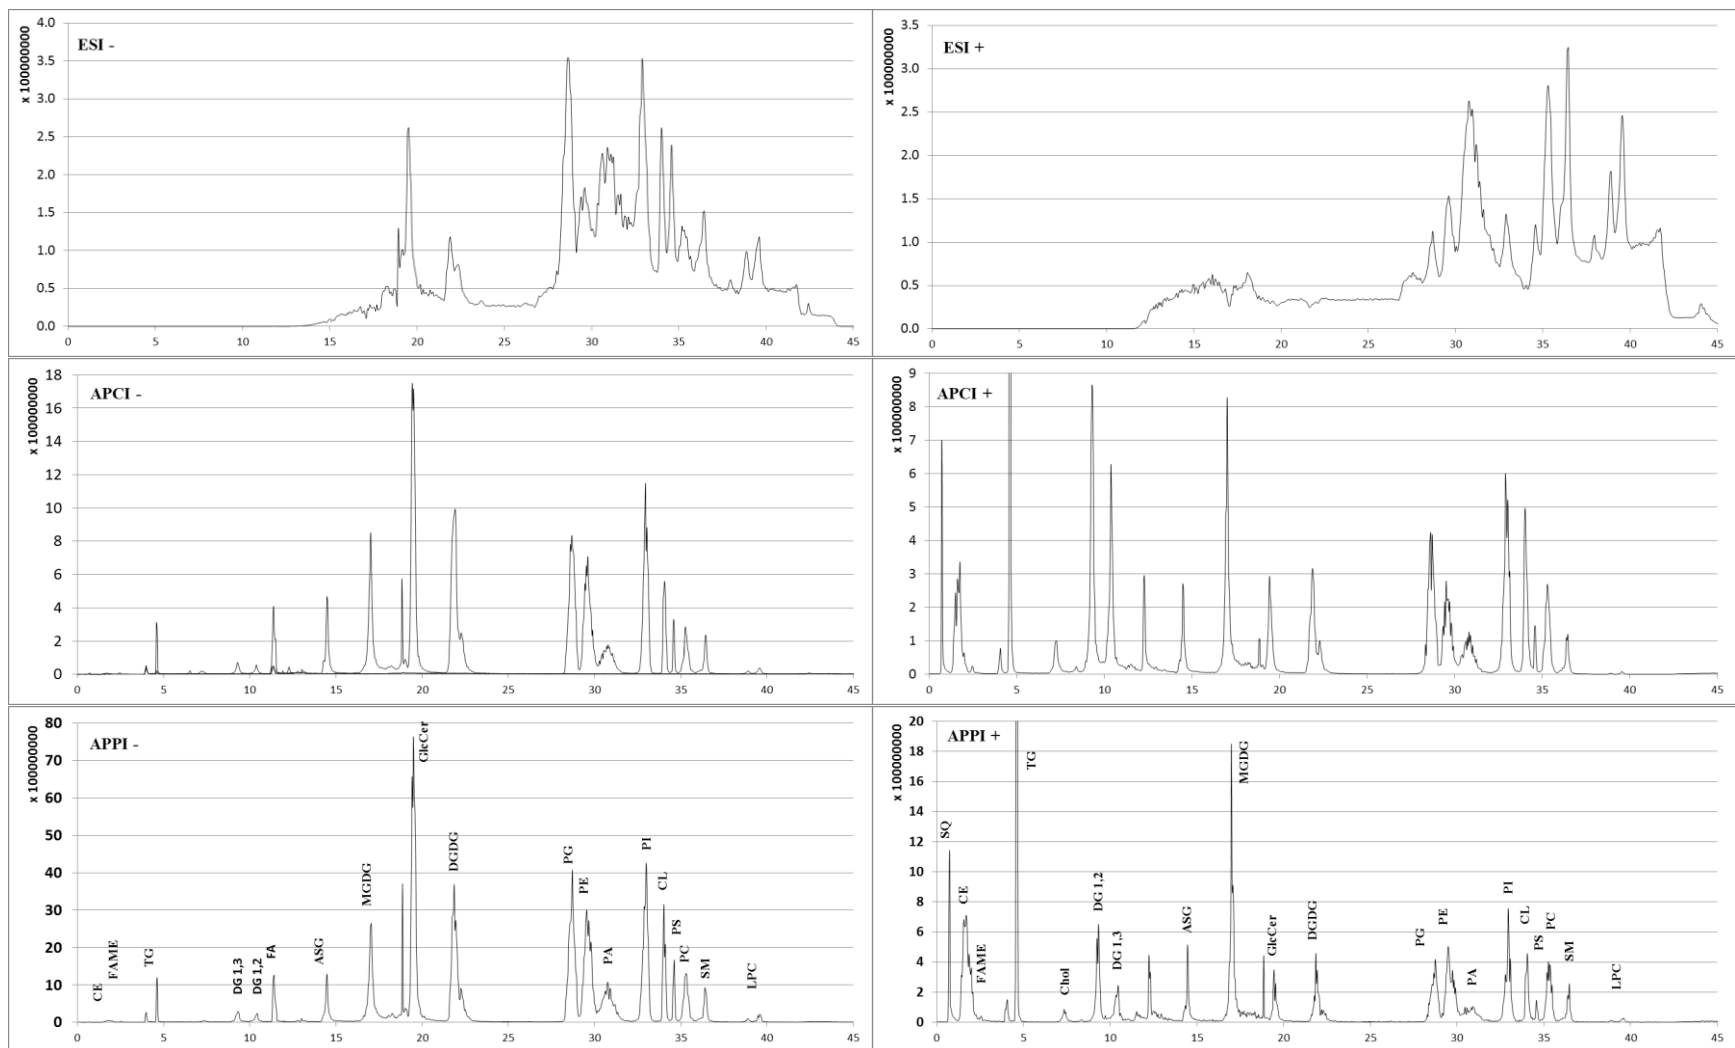 ESI -
x 100000000
4.0
3.5
3.0
2.5
2.0
1.5
1.0
0.5
0.0
0 5 10 15 20 25 30 35 40 45
ESI +
x 100000000
3.5
3.0
2.5
2.0
1.5
1.0
0.5
0.0
0 5 10 15 20 25 30 35 40 45
APCI -
x 100000000
18
16
14
12
10
8
6
4
2
0
0 5 10 15 20 25 30 35 40 45
APCI +
x 100000000
9
8
7
6
5
4
3
2
1
0
0 5 10 15 20 25 30 35 40 45
APPI -
x 100000000
80
70
60
50
40
30
20
10
0
CE
FAME
TG
DG 1,3
DG 1,2
FA
ASG
MGDG
GlcCer
DGDG
PG
PE
PA
PI
CL
PS
PC
SM
LPC
0 5 10 15 20 25 30 35 40 45
APPI +
x 100000000
20
18
16
14
12
10
8
6
4
2
0
SQ
CE
FAME
TG
Chol
DG 1,2
DG 1,3
ASG
MGDG
GlcCer
DGDG
PG
PE
PA
PI
CL
PS
PC
SM
LPC
0 5 10 15 20 25 30 35 40 45